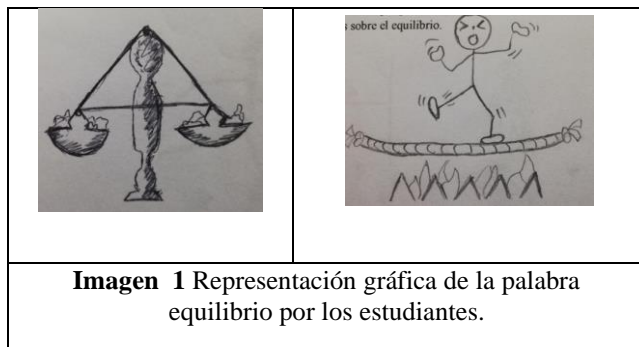 sobre el equilibrio.
Imagen 1 Representación gráfica de la palabra
equilibrio por los estudiantes.